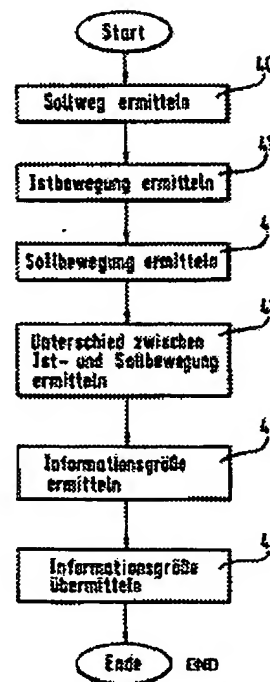 Start
Sollweg ermitteln
Istbewegung ermitteln
Sollbewegung ermitteln
Unterschied zwischen
Ist- und Sollbewegung
ermitteln
Informationsgröße
ermitteln
Informationsgröße
übermitteln
Ende END